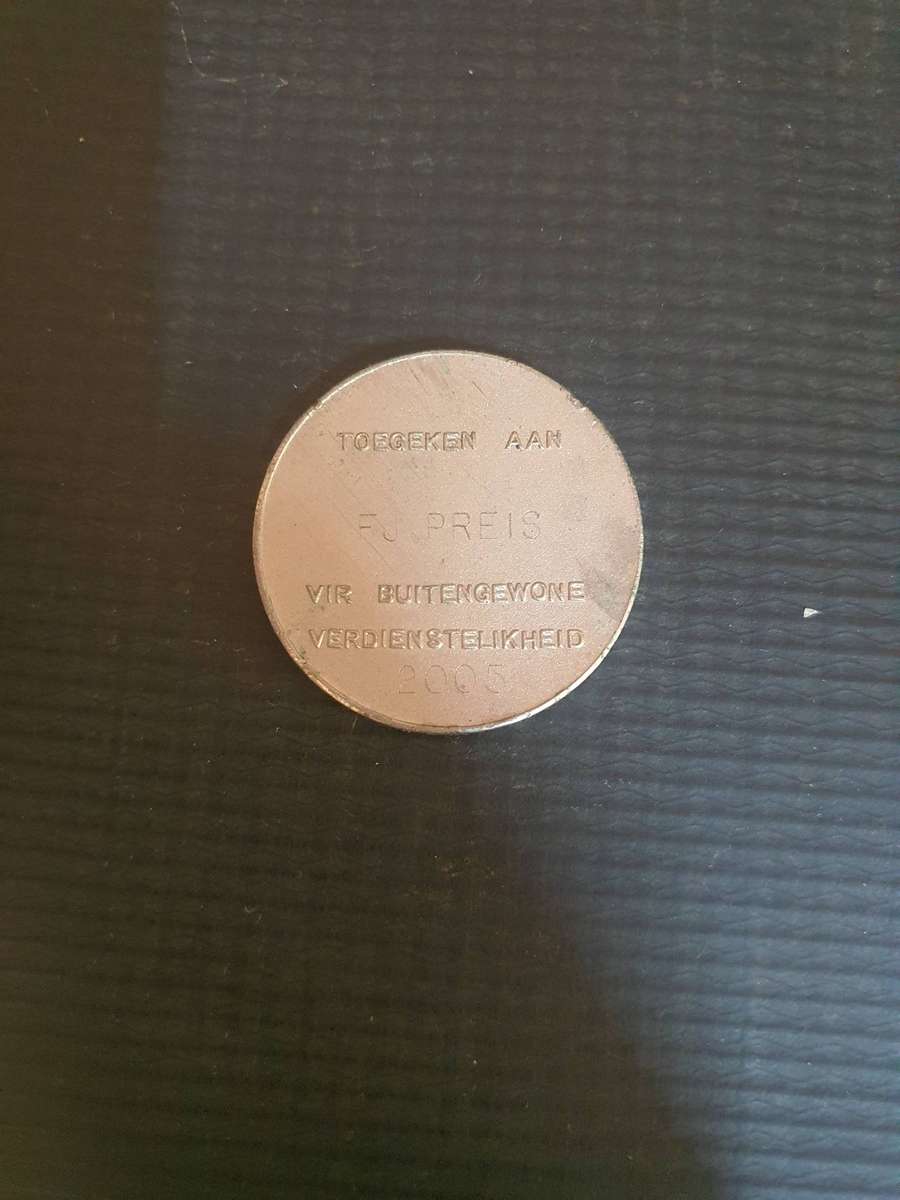 TOEGEKEN AAN
FJ PREIS
VIR BUITENGEWONE
VERDIENSTELIKHEID
2005